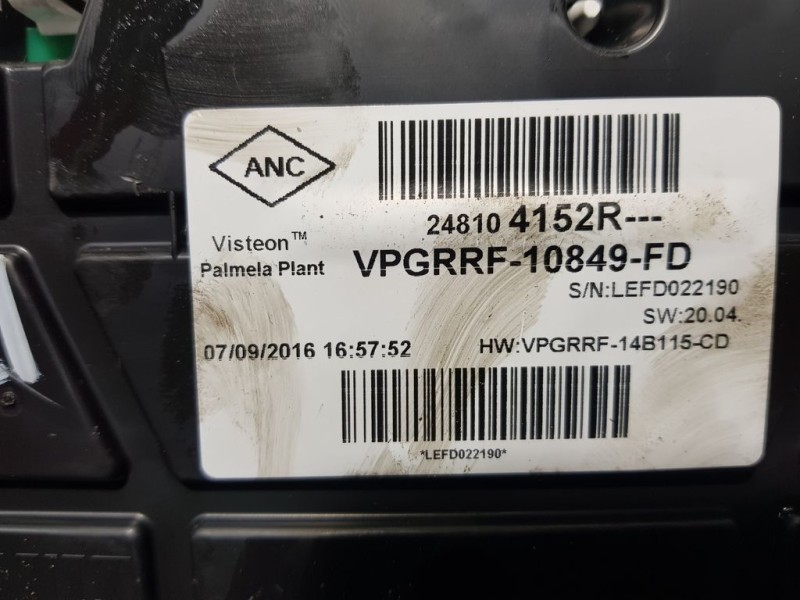 ANC
24810 4152R---
Visteon™
Palmela Plant
VPGRRF-10849-FD
S/N:LEFD022190
SW:20.04.
07/09/2016 16:57:52
HW:VPGRRF-14B115-CD
*LEFD022190*